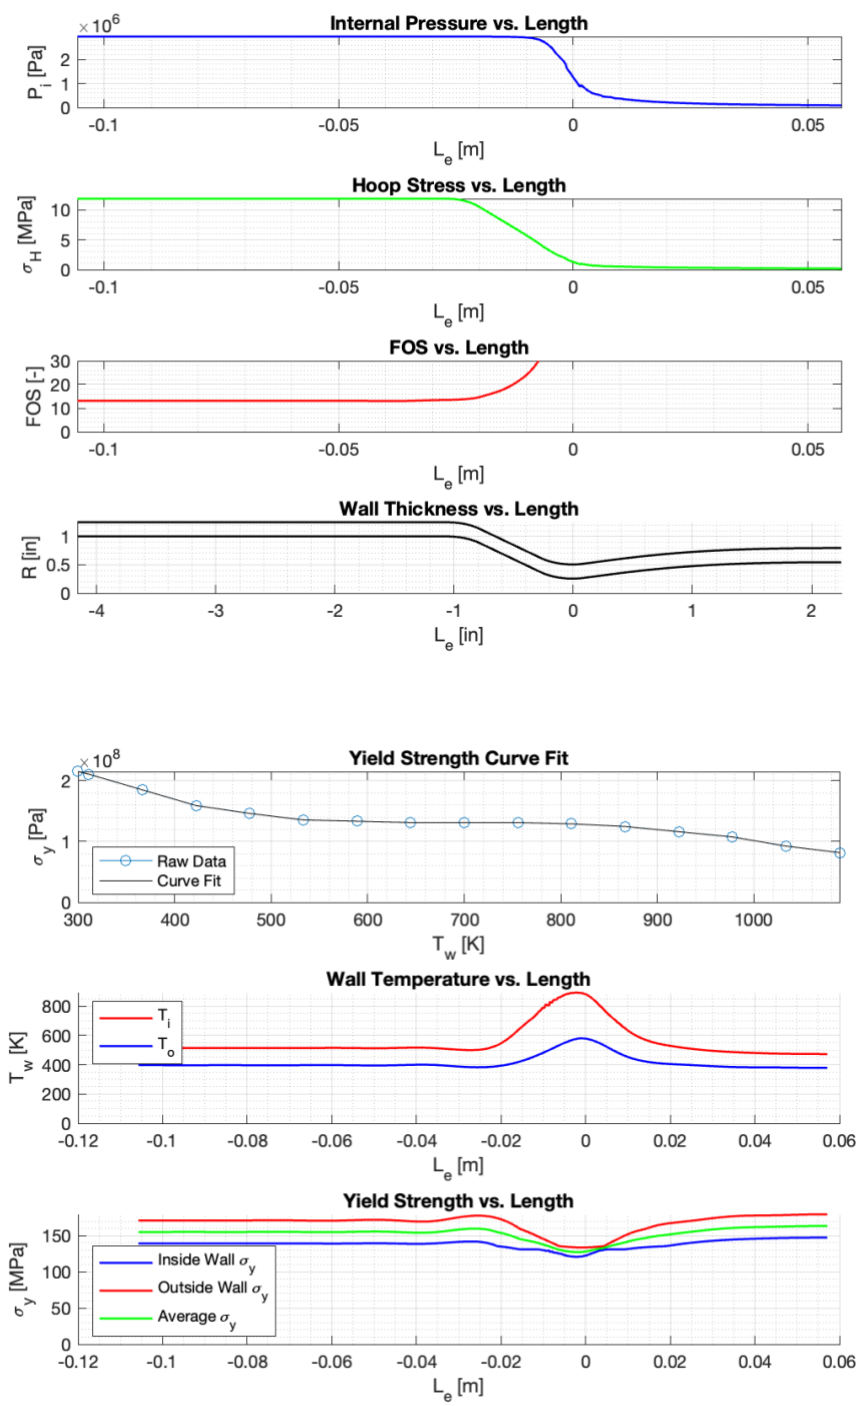 Internal Pressure vs. Length
× 10^6
P_i [Pa]
2
1
0
-0.1 -0.05 0 0.05
L_e [m]
Hoop Stress vs. Length
σ_H [MPa]
10
5
0
-0.1 -0.05 0 0.05
L_e [m]
FOS vs. Length
FOS [-]
30
20
10
0
-0.1 -0.05 0 0.05
L_e [m]
Wall Thickness vs. Length
R [in]
1
0.5
0
-4 -3 -2 -1 0 1 2
L_e [in]
Yield Strength Curve Fit
× 10^8
σ_y [Pa]
2
1
0
Raw Data
Curve Fit
300 400 500 600 700 800 900 1000
T_w [K]
Wall Temperature vs. Length
T_w [K]
800
600
400
200
0
T_i
T_o
-0.12 -0.1 -0.08 -0.06 -0.04 -0.02 0 0.02 0.04 0.06
L_e [m]
Yield Strength vs. Length
σ_y [MPa]
150
100
50
0
Inside Wall σ_y
Outside Wall σ_y
Average σ_y
-0.12 -0.1 -0.08 -0.06 -0.04 -0.02 0 0.02 0.04 0.06
L_e [m]